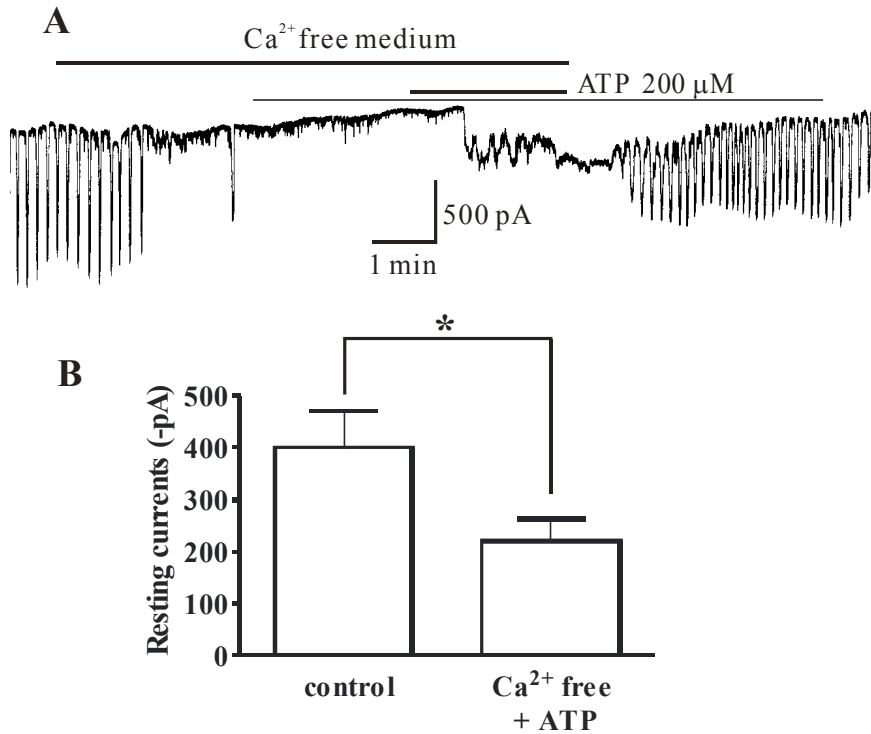 A
Ca²⁺ free medium
ATP 200 μM
500 pA
1 min
B
*
Resting currents (-pA)
500
400
300
200
100
0
control
Ca²⁺ free
+ ATP